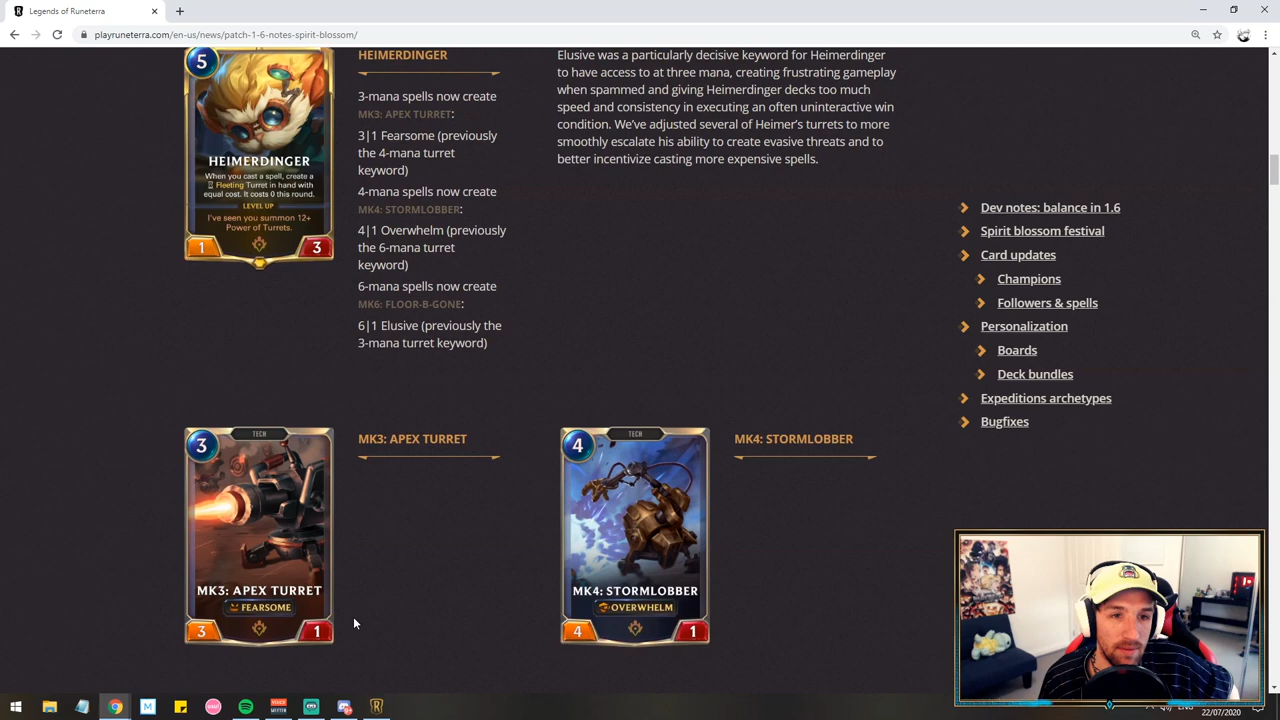 Legends of Runeterra
playruneterra.com/en-us/news/patch-1-6-notes-spirit-blossom/
5
HEIMERDINGER
When you cast a spell, create a
Fleeting Turret in hand with
equal cost. It costs 0 this round.
LEVEL UP
I've seen you summon 12+
Power of Turrets.
1
3
HEIMERDINGER
3-mana spells now create
MK3: APEX TURRET:
3|1 Fearsome (previously
the 4-mana turret
keyword)
4-mana spells now create
MK4: STORMLOBBER:
4|1 Overwhelm (previously
the 6-mana turret
keyword)
6-mana spells now create
MK6: FLOOR-B-GONE:
6|1 Elusive (previously the
3-mana turret keyword)
Elusive was a particularly decisive keyword for Heimerdinger
to have access to at three mana, creating frustrating gameplay
when spammed and giving Heimerdinger decks too much
speed and consistency in executing an often uninteractive win
condition. We've adjusted several of Heimer's turrets to more
smoothly escalate his ability to create evasive threats and to
better incentivize casting more expensive spells.
Dev notes: balance in 1.6
Spirit blossom festival
Card updates
Champions
Followers & spells
Personalization
Boards
Deck bundles
Expeditions archetypes
Bugfixes
TECH
3
MK3: APEX TURRET
FEARSOME
3
1
MK3: APEX TURRET
TECH
4
MK4: STORMLOBBER
OVERWHELM
4
1
MK4: STORMLOBBER
ENG
22/07/2020